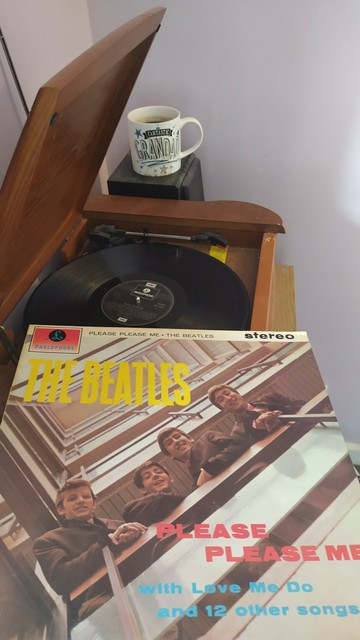 GRANDAD
PARLOPHONE
PLEASE PLEASE ME • THE BEATLES
stereo
THE BEATLES
PLEASE
PLEASE ME
with Love Me Do
and 12 other songs